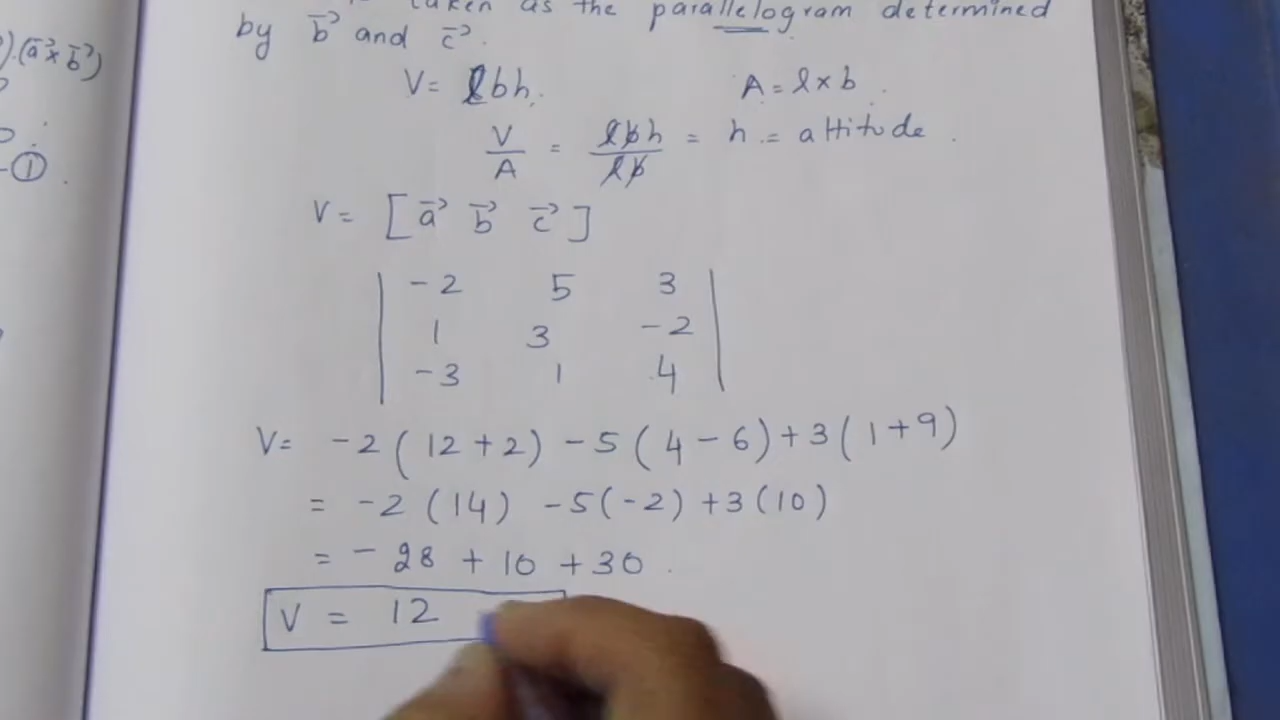 taken as the parallelogram determined
by b⃗ and c⃗.
).(a⃗×b⃗)
V = lbh. A = l×b.
V/A = lbh/lb = h = altitude.
-①.
V = [a⃗ b⃗ c⃗]
| -2 5 3 |
| 1 3 -2 |
| -3 1 4 |
V= -2(12+2) -5(4-6)+3(1+9)
= -2(14) -5(-2) +3(10)
= -28 +10 +30.
V = 12